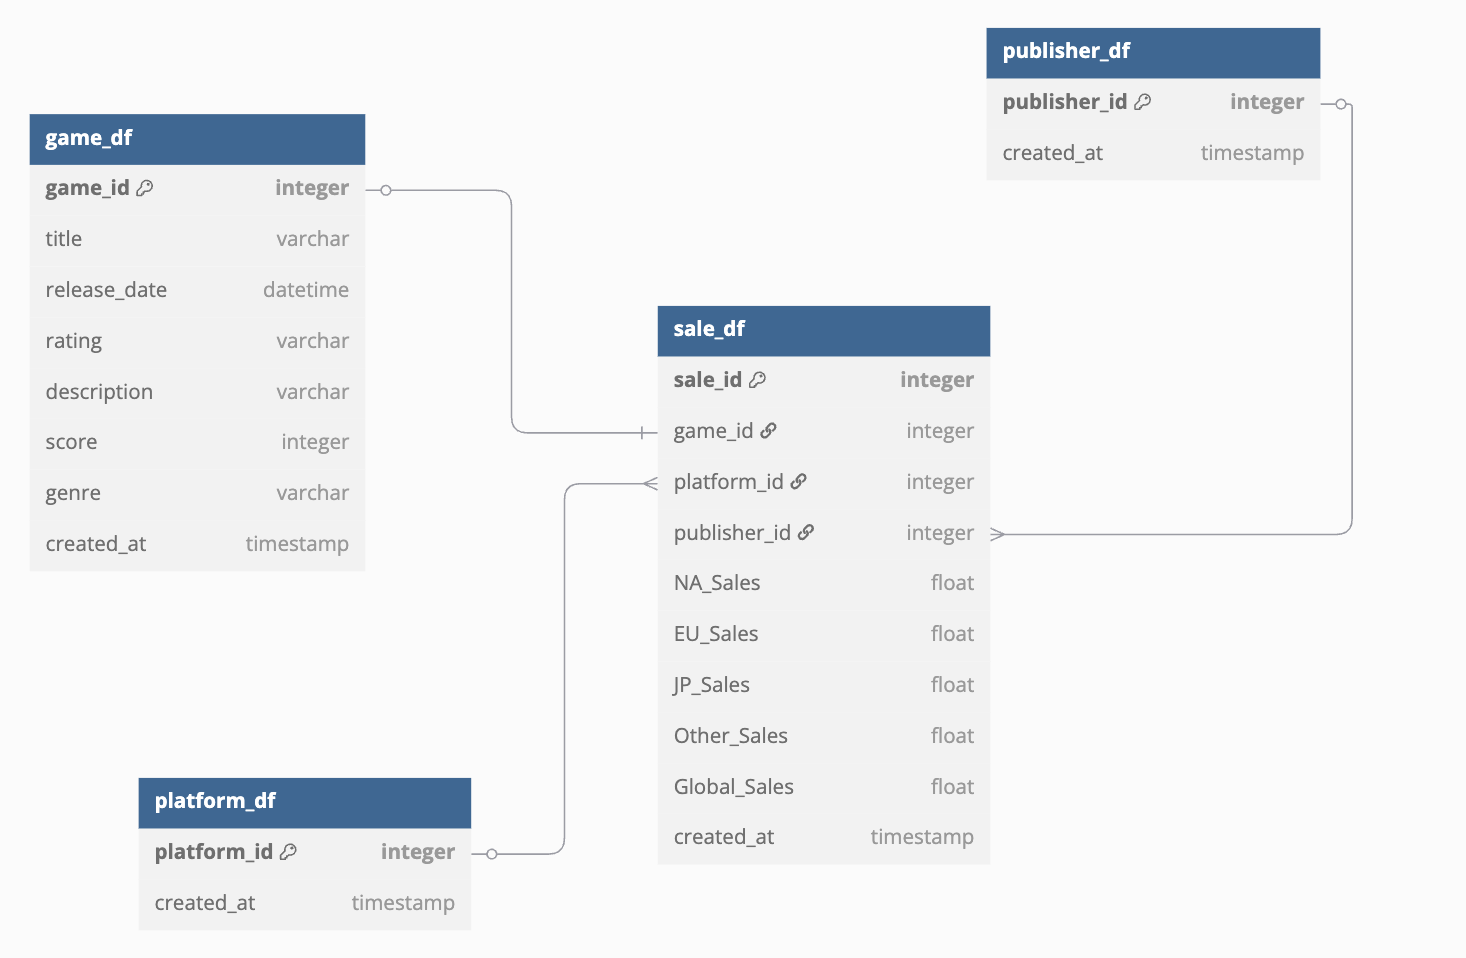 publisher_df
publisher_id integer
created_at timestamp
game_df
game_id integer
title varchar
release_date datetime
rating varchar
description varchar
score integer
genre varchar
created_at timestamp
sale_df
sale_id integer
game_id integer
platform_id integer
publisher_id integer
NA_Sales float
EU_Sales float
JP_Sales float
Other_Sales float
Global_Sales float
created_at timestamp
platform_df
platform_id integer
created_at timestamp